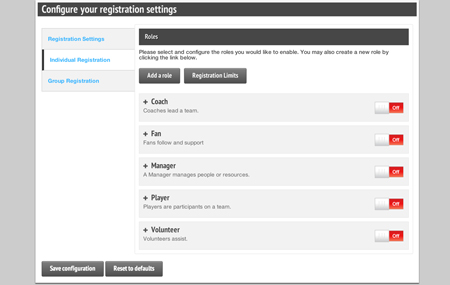 Configure your registration settings
Registration Settings
Individual Registration
Group Registration
Roles
Please select and configure the roles you would like to enable. You may also create a new role by
clicking the link below.
Add a role
Registration Limits
+ Coach
Coaches lead a team.
Off
+ Fan
Fans follow and support
Off
+ Manager
A Manager manages people or resources.
Off
+ Player
Players are participants on a team.
Off
+ Volunteer
Volunteers assist.
Off
Save configuration
Reset to defaults